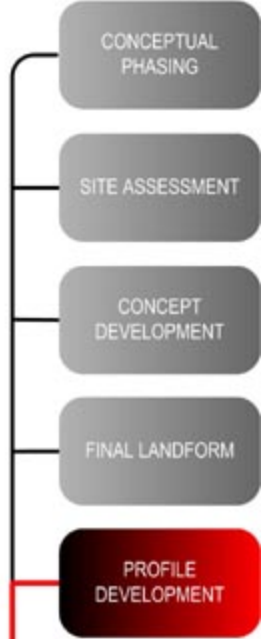 CONCEPTUAL
PHASING
SITE ASSESSMENT
CONCEPT
DEVELOPMENT
FINAL LANDFORM
PROFILE
DEVELOPMENT